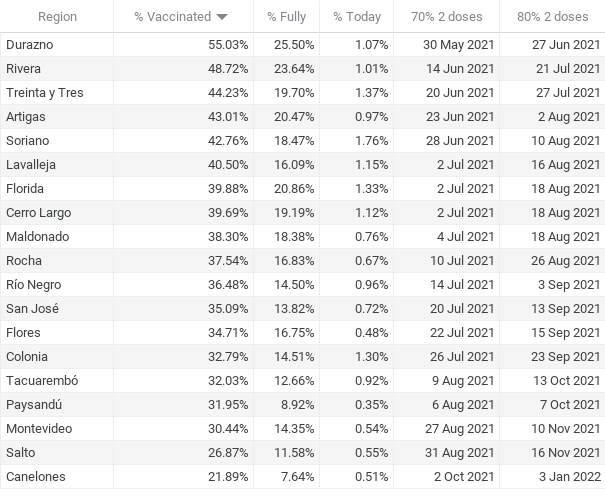 Region % Vaccinated % Fully % Today 70% 2 doses 80% 2 doses
Durazno 55.03% 25.50% 1.07% 30 May 2021 27 Jun 2021
Rivera 48.72% 23.64% 1.01% 14 Jun 2021 21 Jul 2021
Treinta y Tres 44.23% 19.70% 1.37% 20 Jun 2021 27 Jul 2021
Artigas 43.01% 20.47% 0.97% 23 Jun 2021 2 Aug 2021
Soriano 42.76% 18.47% 1.76% 28 Jun 2021 10 Aug 2021
Lavalleja 40.50% 16.09% 1.15% 2 Jul 2021 16 Aug 2021
Florida 39.88% 20.86% 1.33% 2 Jul 2021 18 Aug 2021
Cerro Largo 39.69% 19.19% 1.12% 2 Jul 2021 18 Aug 2021
Maldonado 38.30% 18.38% 0.76% 4 Jul 2021 18 Aug 2021
Rocha 37.54% 16.83% 0.67% 10 Jul 2021 26 Aug 2021
Río Negro 36.48% 14.50% 0.96% 14 Jul 2021 3 Sep 2021
San José 35.09% 13.82% 0.72% 20 Jul 2021 13 Sep 2021
Flores 34.71% 16.75% 0.48% 22 Jul 2021 15 Sep 2021
Colonia 32.79% 14.51% 1.30% 26 Jul 2021 23 Sep 2021
Tacuarembó 32.03% 12.66% 0.92% 9 Aug 2021 13 Oct 2021
Paysandú 31.95% 8.92% 0.35% 6 Aug 2021 7 Oct 2021
Montevideo 30.44% 14.35% 0.54% 27 Aug 2021 10 Nov 2021
Salto 26.87% 11.58% 0.55% 31 Aug 2021 16 Nov 2021
Canelones 21.89% 7.64% 0.51% 2 Oct 2021 3 Jan 2022